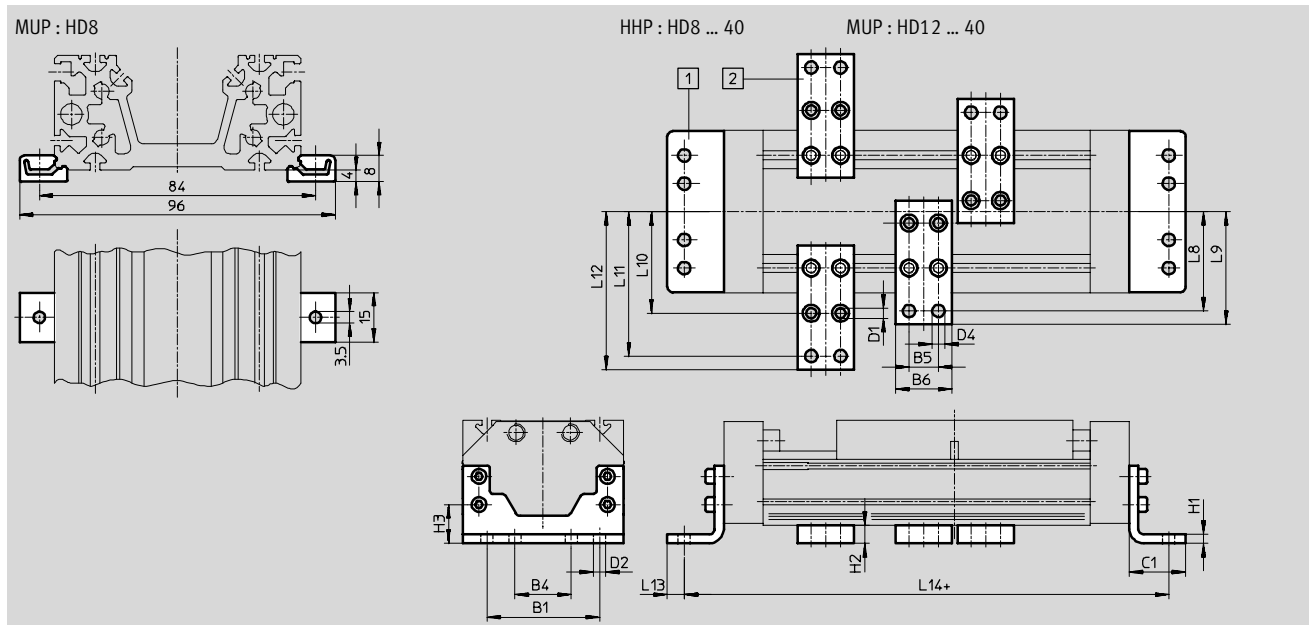 MUP : HD8
HHP : HD8 ... 40
MUP : HD12 ... 40
1
2
4
8
84
96
15
3.5
L12
L11
L10
L8
L9
D1
D4
B5
B6
H3
D2
B4
B1
H2
H1
C1
L13
L14+